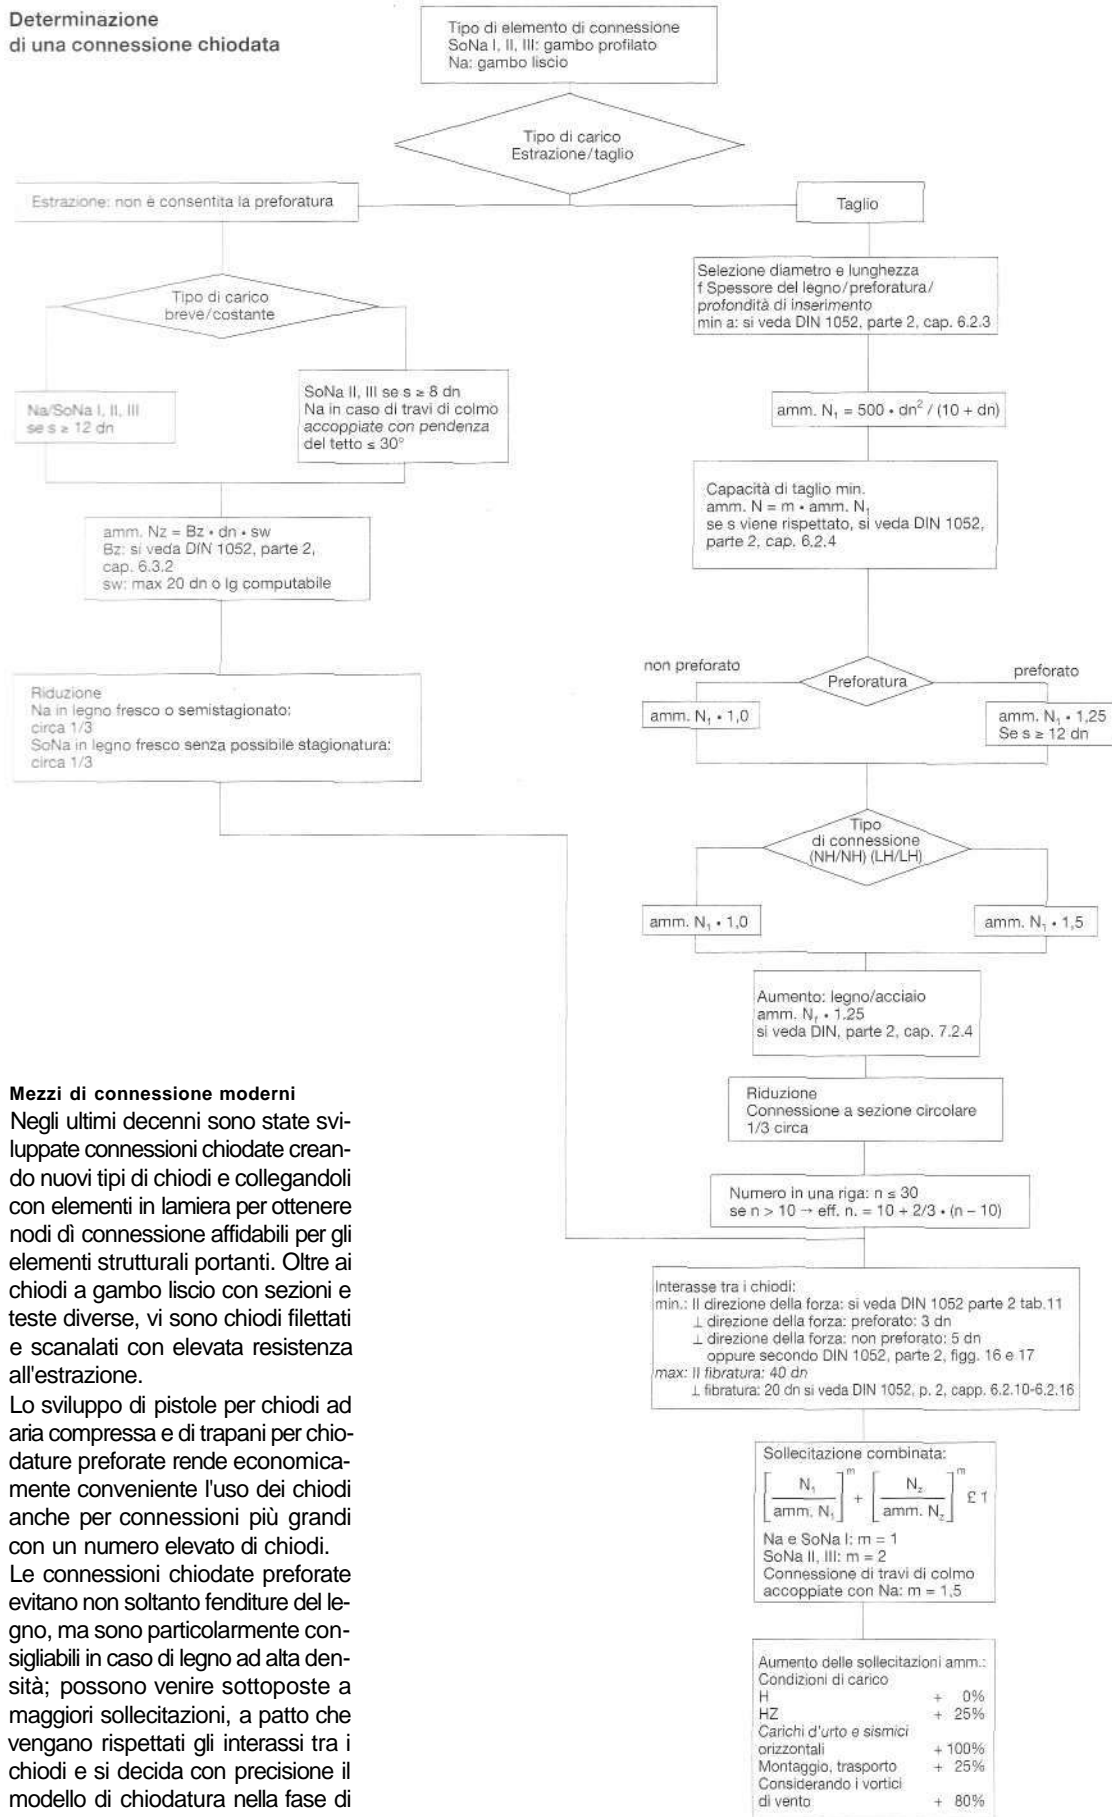 Determinazione
di una connessione chiodata
Tipo di elemento di connessione
SoNa I, II, III: gambo profilato
Na: gambo liscio
Tipo di carico
Estrazione/taglio
Estrazione: non è consentita la preforatura
Taglio
Tipo di carico
breve/costante
Selezione diametro e lunghezza
f Spessore del legno/preforatura/
profondità di inserimento
min a: si veda DIN 1052, parte 2, cap. 6.2.3
Na/SoNa I, II, III
se s ≥ 12 dn
SoNa II, III se s ≥ 8 dn
Na in caso di travi di colmo
accoppiate con pendenza
del tetto ≤ 30°
amm. N₁ = 500 • dn² / (10 + dn)
Capacità di taglio min.
amm. N = m • amm. N₁
se s viene rispettato, si veda DIN 1052,
parte 2, cap. 6.2.4
amm. Nz = Bz • dn • sw
Bz: si veda DIN 1052, parte 2,
cap. 6.3.2
sw: max 20 dn o lg computabile
Riduzione
Na in legno fresco o semistagionato:
circa 1/3
SoNa in legno fresco senza possibile stagionatura:
circa 1/3
non preforato
Preforatura
preforato
amm. N₁ • 1,0
amm. N₁ • 1,25
Se s ≥ 12 dn
Tipo
di connessione
(NH/NH) (LH/LH)
amm. N₁ • 1,0
amm. N₁ • 1,5
Aumento: legno/acciaio
amm. N₁ • 1.25
si veda DIN, parte 2, cap. 7.2.4
Riduzione
Connessione a sezione circolare
1/3 circa
Numero in una riga: n ≤ 30
se n > 10 → eff. n. = 10 + 2/3 • (n – 10)
Interasse tra i chiodi:
min.: II direzione della forza: si veda DIN 1052 parte 2 tab.11
⊥ direzione della forza: preforato: 3 dn
⊥ direzione della forza: non preforato: 5 dn
oppure secondo DIN 1052, parte 2, figg. 16 e 17
max: II fibratura: 40 dn
⊥ fibratura: 20 dn si veda DIN 1052, p. 2, capp. 6.2.10-6.2.16
Sollecitazione combinata:
[N₁ / amm. N₁]ᵐ + [N_z / amm. N_z]ᵐ £ 1
Na e SoNa I: m = 1
SoNa II, III: m = 2
Connessione di travi di colmo
accoppiate con Na: m = 1,5
Aumento delle sollecitazioni amm.:
Condizioni di carico
H + 0%
HZ + 25%
Carichi d'urto e sismici
orizzontali + 100%
Montaggio, trasporto + 25%
Considerando i vortici
di vento + 80%
Mezzi di connessione moderni
Negli ultimi decenni sono state svi-
luppate connessioni chiodate crean-
do nuovi tipi di chiodi e collegandoli
con elementi in lamiera per ottenere
nodi dì connessione affidabili per gli
elementi strutturali portanti. Oltre ai
chiodi a gambo liscio con sezioni e
teste diverse, vi sono chiodi filettati
e scanalati con elevata resistenza
all'estrazione.
Lo sviluppo di pistole per chiodi ad
aria compressa e di trapani per chio-
dature preforate rende economica-
mente conveniente l'uso dei chiodi
anche per connessioni più grandi
con un numero elevato di chiodi.
Le connessioni chiodate preforate
evitano non soltanto fenditure del le-
gno, ma sono particolarmente con-
sigliabili in caso di legno ad alta den-
sità; possono venire sottoposte a
maggiori sollecitazioni, a patto che
vengano rispettati gli interassi tra i
chiodi e si decida con precisione il
modello di chiodatura nella fase di